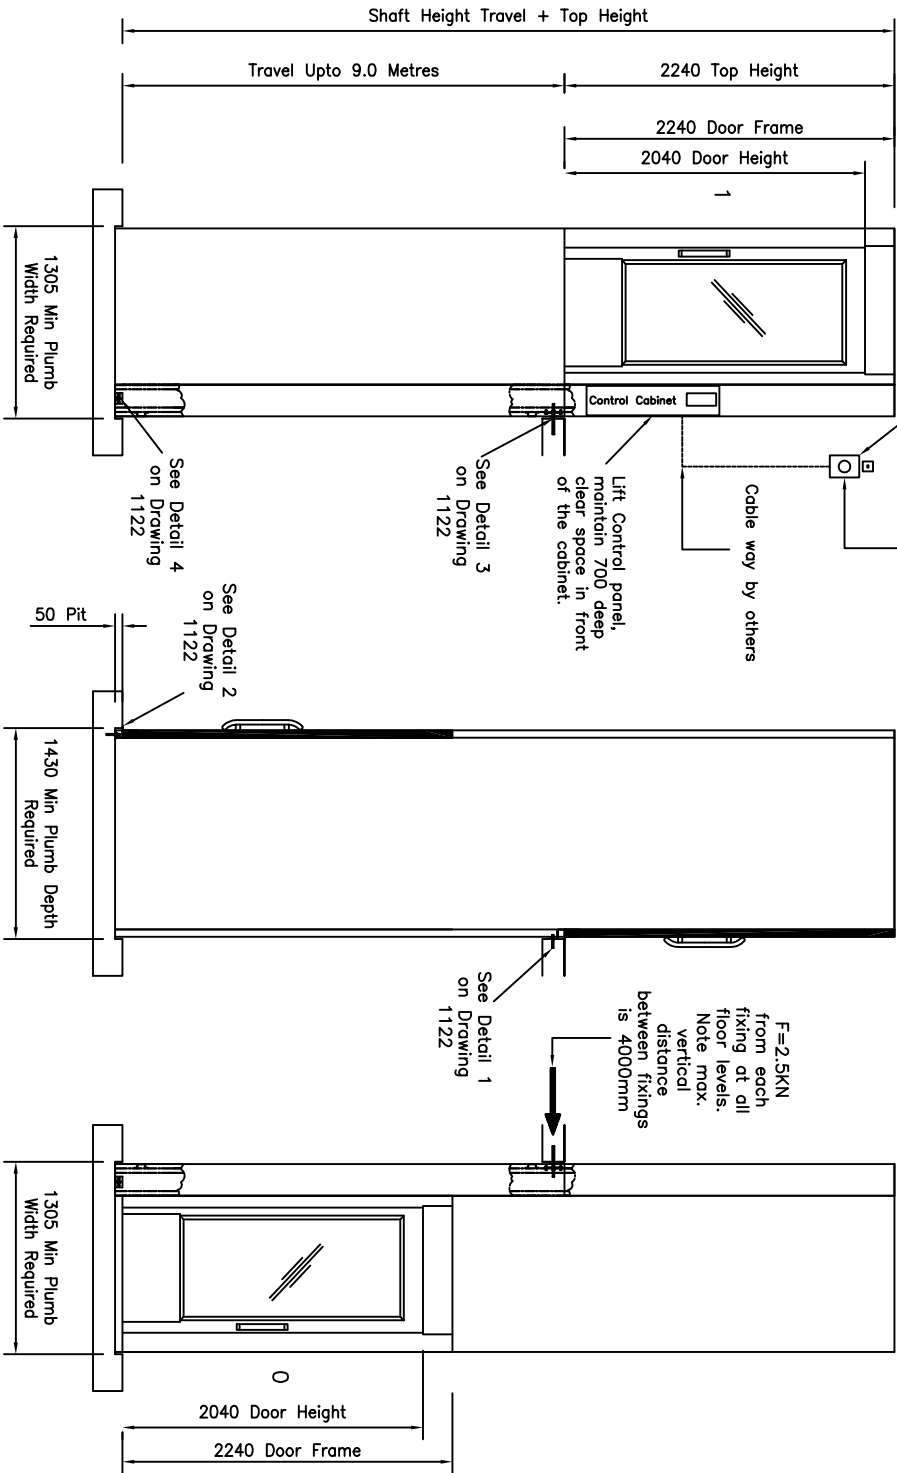 Shaft Height Travel + Top Height
Travel Upto 9.0 Metres
2240 Top Height
2240 Door Frame
2040 Door Height
1
1305 Min Plumb
Width Required
Control Cabinet
See Detail 4
on Drawing
1122
See Detail 3
on Drawing
1122
Lift Control panel,
maintain 700 deep
clear space in front
of the cabinet.
Cable way by others
50 Pit
See Detail 2
on Drawing
1122
1430 Min Plumb Depth
Required
See Detail 1
on Drawing
1122
F=2.5KN
from each
fixing at all
floor levels.
Note max.
vertical
distance
between fixings
is 4000mm
1305 Min Plumb
Width Required
0
2040 Door Height
2240 Door Frame